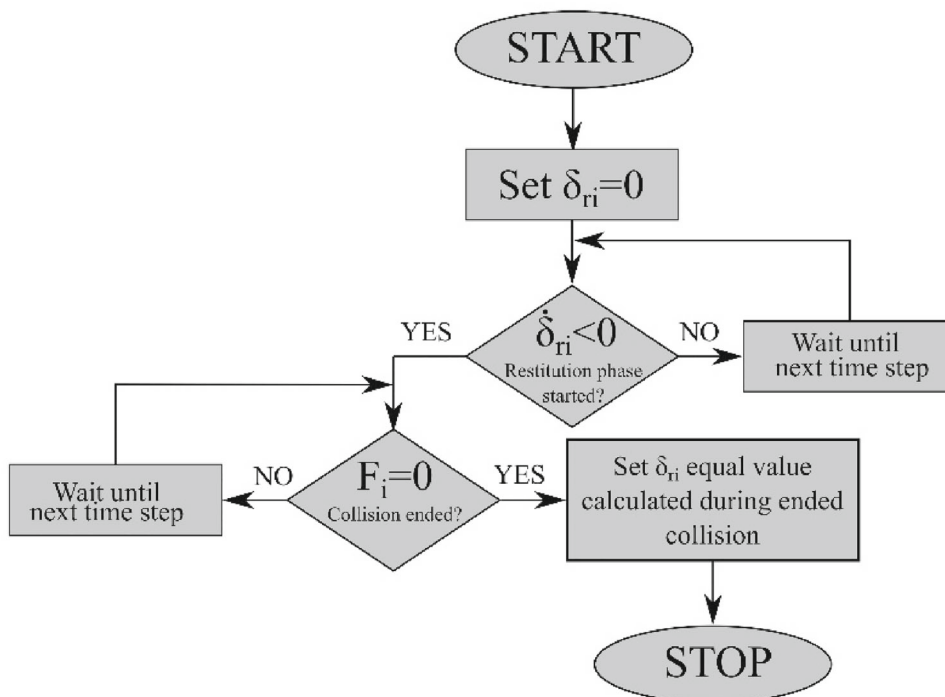 START
Set δri=0
YES
δ̇ri<0
NO
Restitution phase
started?
Wait until
next time step
NO
Fi=0
YES
Collision ended?
Wait until
next time step
Set δri equal value
calculated during ended
collision
STOP